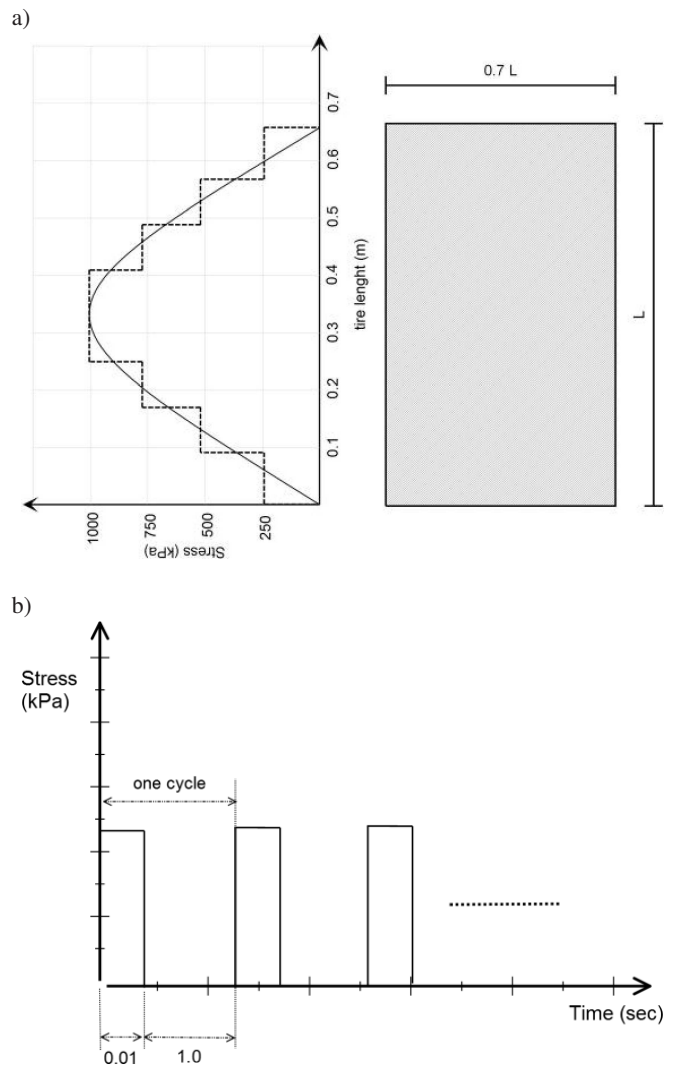 a)
0.7 L
0.7
0.6
0.5
0.4
0.3
0.2
0.1
tire lenght (m)
L
1000
750
500
250
Stress (kPa)
b)
Stress
(kPa)
one cycle
Time (sec)
0.01
1.0